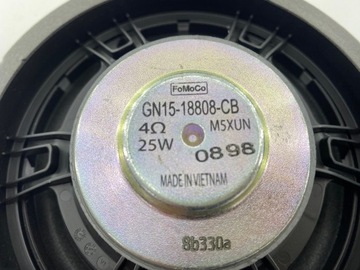 FoMoCo
GN15-18808-CB
4Ω M5XUN
25W 0898
MADE IN VIETNAM
8b330a